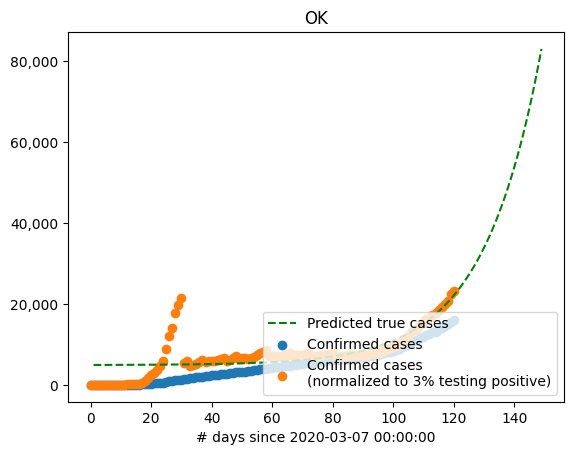 OK
80,000
60,000
40,000
20,000
0
Predicted true cases
Confirmed cases
Confirmed cases
(normalized to 3% testing positive)
0 20 40 60 80 100 120 140
# days since 2020-03-07 00:00:00